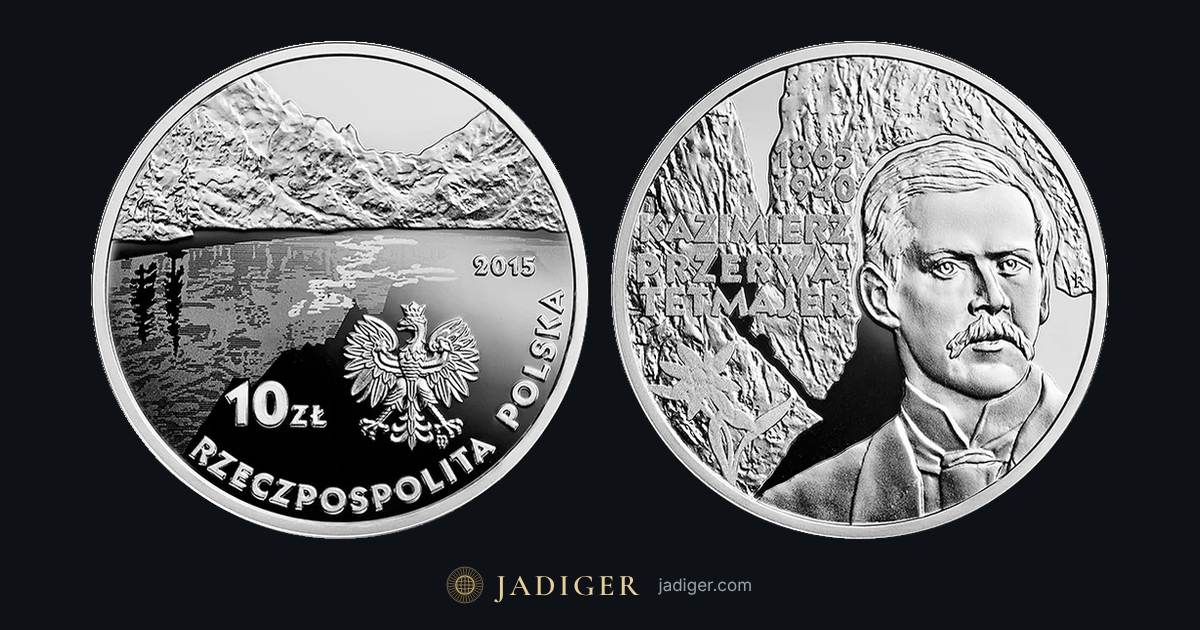 2015
10 ZŁ
RZECZPOSPOLITA POLSKA
1865
1940
KAZIMIERZ
PRZERWA-
TETMAJER
JADIGER jadiger.com